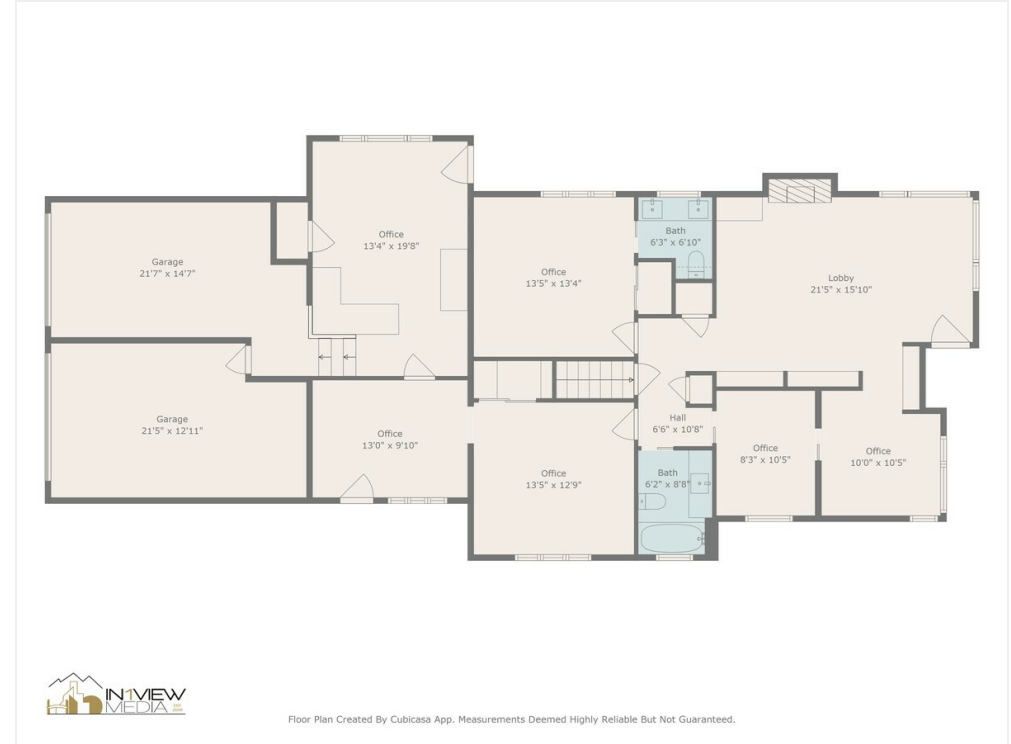 Office
13'4" x 19'8"
Garage
21'7" x 14'7"
Office
13'5" x 13'4"
Bath
6'3" x 6'10"
Lobby
21'5" x 15'10"
Garage
21'5" x 12'11"
Office
13'0" x 9'10"
Office
13'5" x 12'9"
Hall
6'6" x 10'8"
Bath
6'2" x 8'8"
Office
8'3" x 10'5"
Office
10'0" x 10'5"
IN1VIEW
MEDIA
Floor Plan Created By Cubicasa App. Measurements Deemed Highly Reliable But Not Guaranteed.